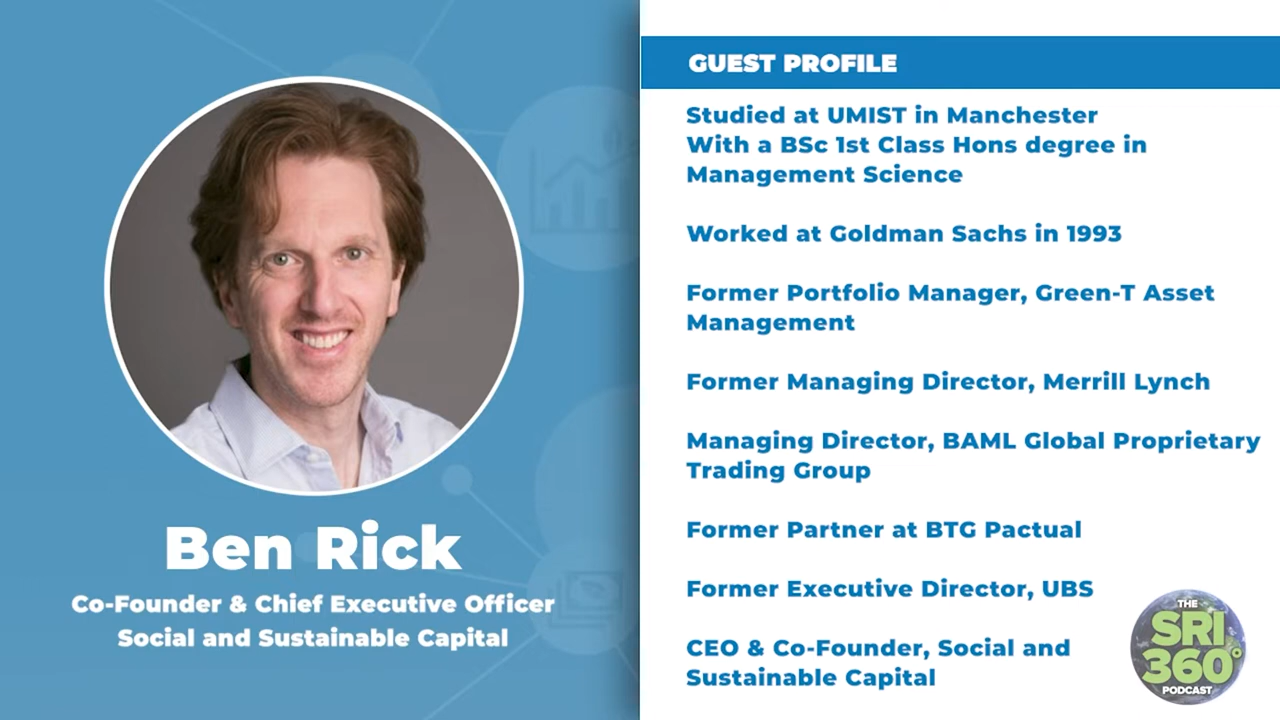 Ben Rick
Co-Founder & Chief Executive Officer
Social and Sustainable Capital
GUEST PROFILE
Studied at UMIST in Manchester
With a BSc 1st Class Hons degree in
Management Science
Worked at Goldman Sachs in 1993
Former Portfolio Manager, Green-T Asset
Management
Former Managing Director, Merrill Lynch
Managing Director, BAML Global Proprietary
Trading Group
Former Partner at BTG Pactual
Former Executive Director, UBS
CEO & Co-Founder, Social and
Sustainable Capital
THE
SRI
360°
PODCAST